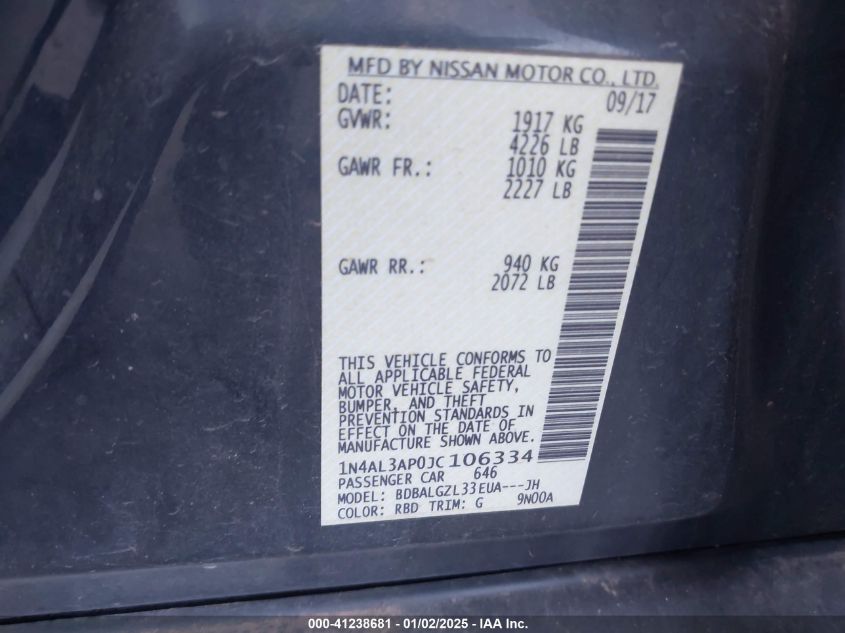 MFD BY NISSAN MOTOR CO., LTD.
DATE: 09/17
GVWR: 1917 KG
4226 LB
GAWR FR.: 1010 KG
2227 LB
GAWR RR.: 940 KG
2072 LB
THIS VEHICLE CONFORMS TO
ALL APPLICABLE FEDERAL
MOTOR VEHICLE SAFETY,
BUMPER, AND THEFT
PREVENTION STANDARDS IN
EFFECT ON THE DATE OF
MANUFACTURE SHOWN ABOVE.
1N4AL3AP0JC106334
PASSENGER CAR 646
MODEL: BDBALGZL33EUA---JH
COLOR: RBD TRIM: G 9N00A
000-41238681 - 01/02/2025 - IAA Inc.